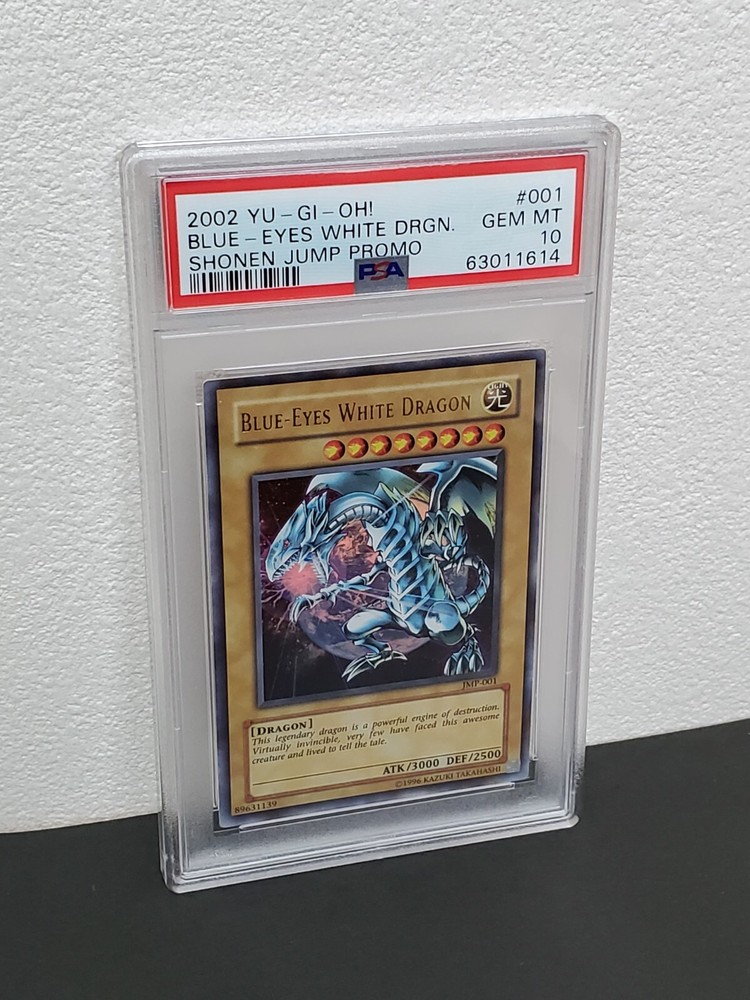 2002 YU-GI-OH! #001
BLUE-EYES WHITE DRGN. GEM MT
SHONEN JUMP PROMO 10
PSA 63011614
BLUE-EYES WHITE DRAGON 光
LIGHT
JMP-001
[DRAGON]
This legendary dragon is a powerful engine of destruction.
Virtually invincible, very few have faced this awesome
creature and lived to tell the tale.
ATK/3000 DEF/2500
89631139 ©1996 KAZUKI TAKAHASHI